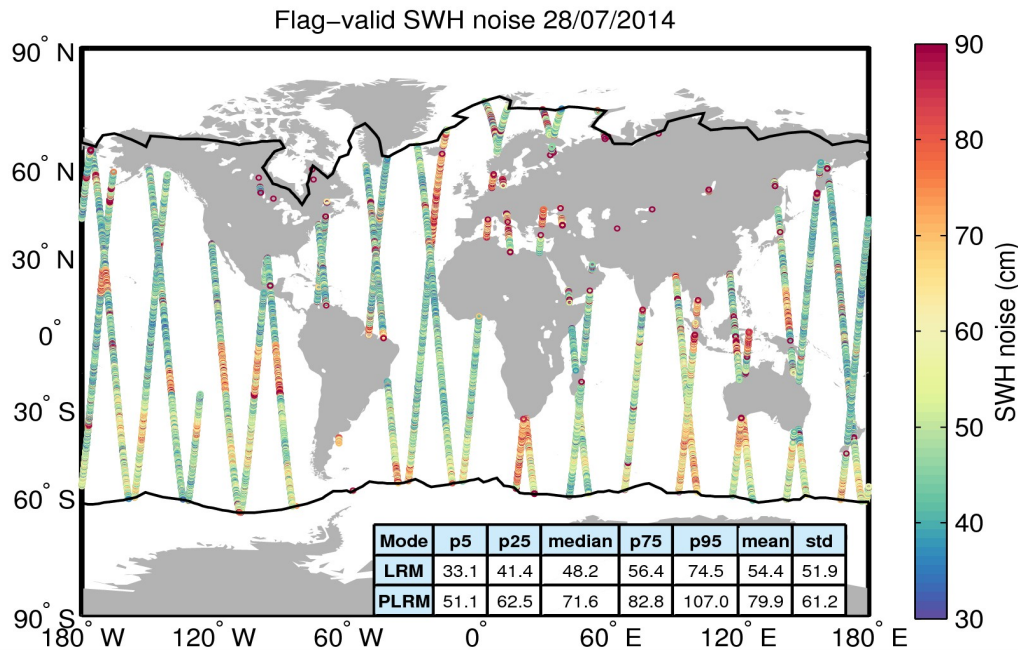 Flag-valid SWH noise 28/07/2014
90° N
60° N
30° N
0°
30° S
60° S
90° S
180° W
120° W
60° W
0°
60° E
120° E
180° E
90
80
70
60
50
40
30
SWH noise (cm)
Mode p5 p25 median p75 p95 mean std
LRM 33.1 41.4 48.2 56.4 74.5 54.4 51.9
PLRM 51.1 62.5 71.6 82.8 107.0 79.9 61.2